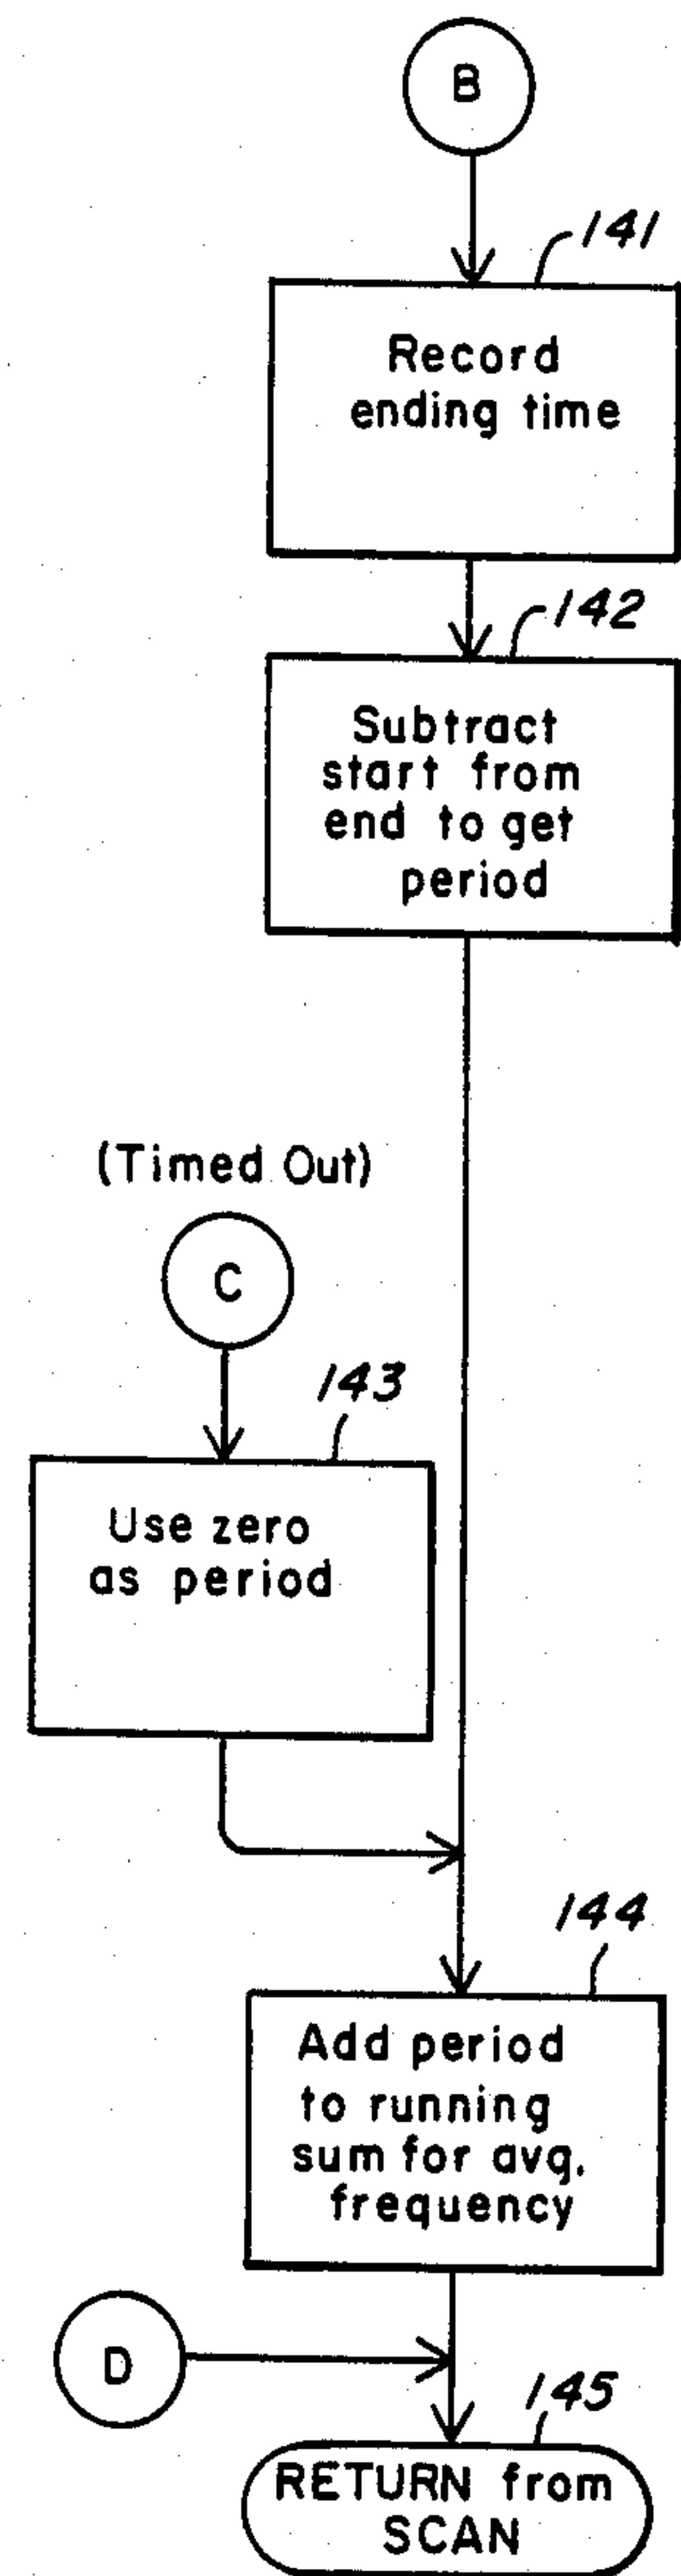 B
141
Record
ending time
142
Subtract
start from
end to get
period
(Timed Out)
C
143
Use zero
as period
144
Add period
to running
sum for avg.
frequency
D
145
RETURN from
SCAN